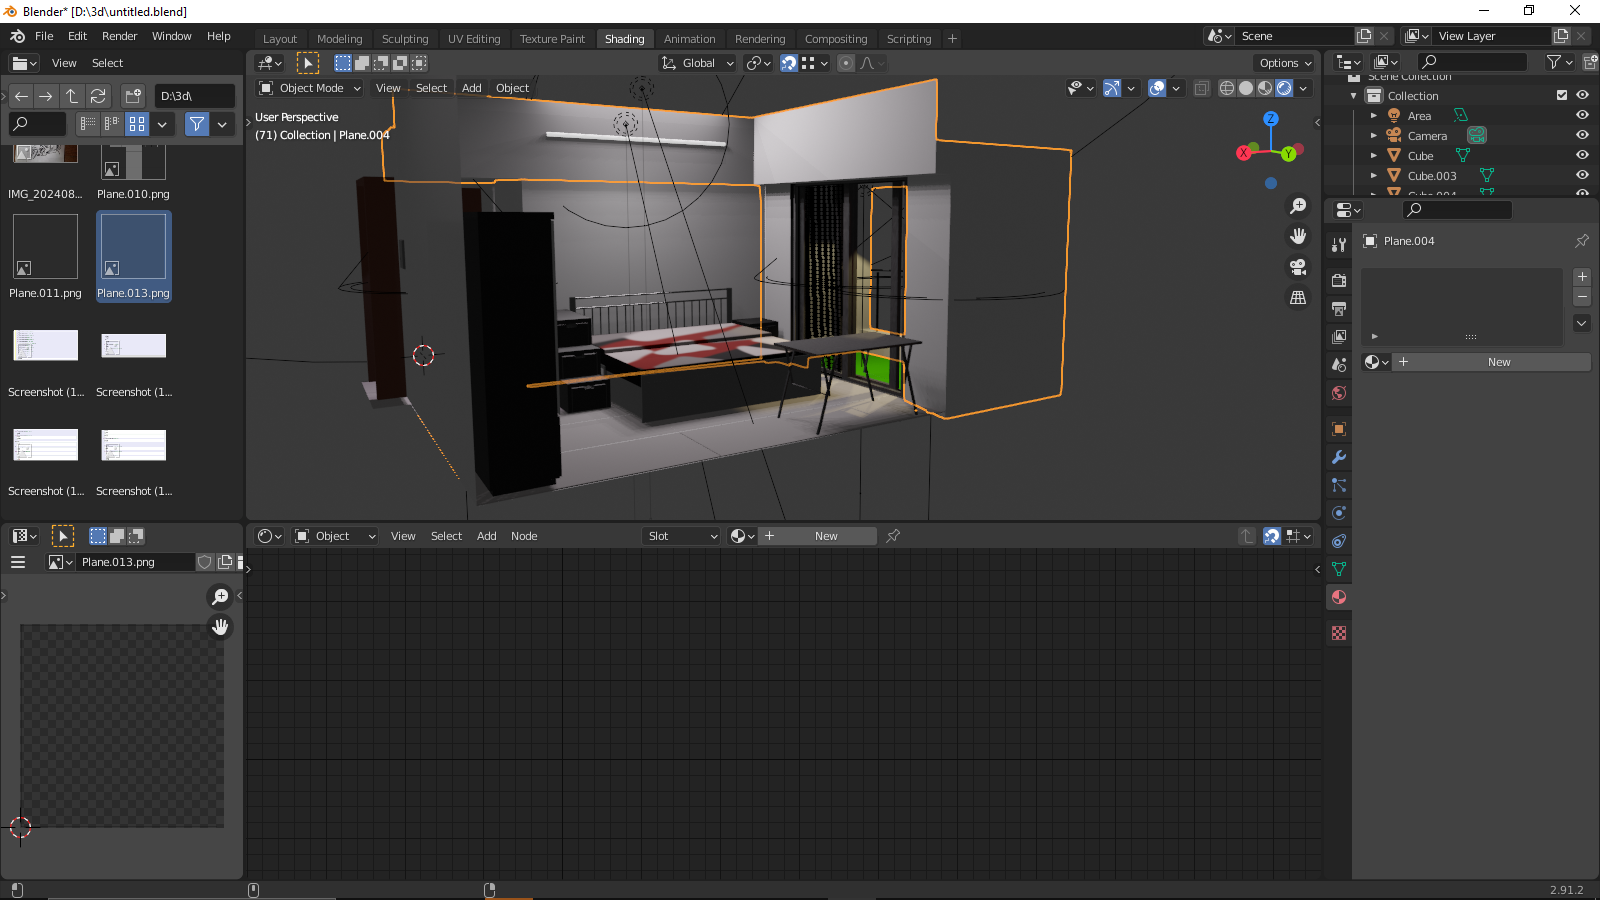 Blender* [D:\3d\untitled.blend]
File Edit Render Window Help
Layout Modeling Sculpting UV Editing Texture Paint Shading Animation Rendering Compositing Scripting
Scene
View Layer
View Select
Global
Options
D:\3d\
Object Mode View Select Add Object
User Perspective
(71) Collection | Plane.004
Scene Collection
Collection
Area
Camera
Cube
Cube.003
Cube.004
X Y Z
IMG_202408...
Plane.010.png
Plane.011.png
Plane.013.png
Screenshot (1...
Screenshot (1...
Screenshot (1...
Screenshot (1...
Plane.004
New
Object View Select Add Node
Slot
New
Plane.013.png
2.91.2